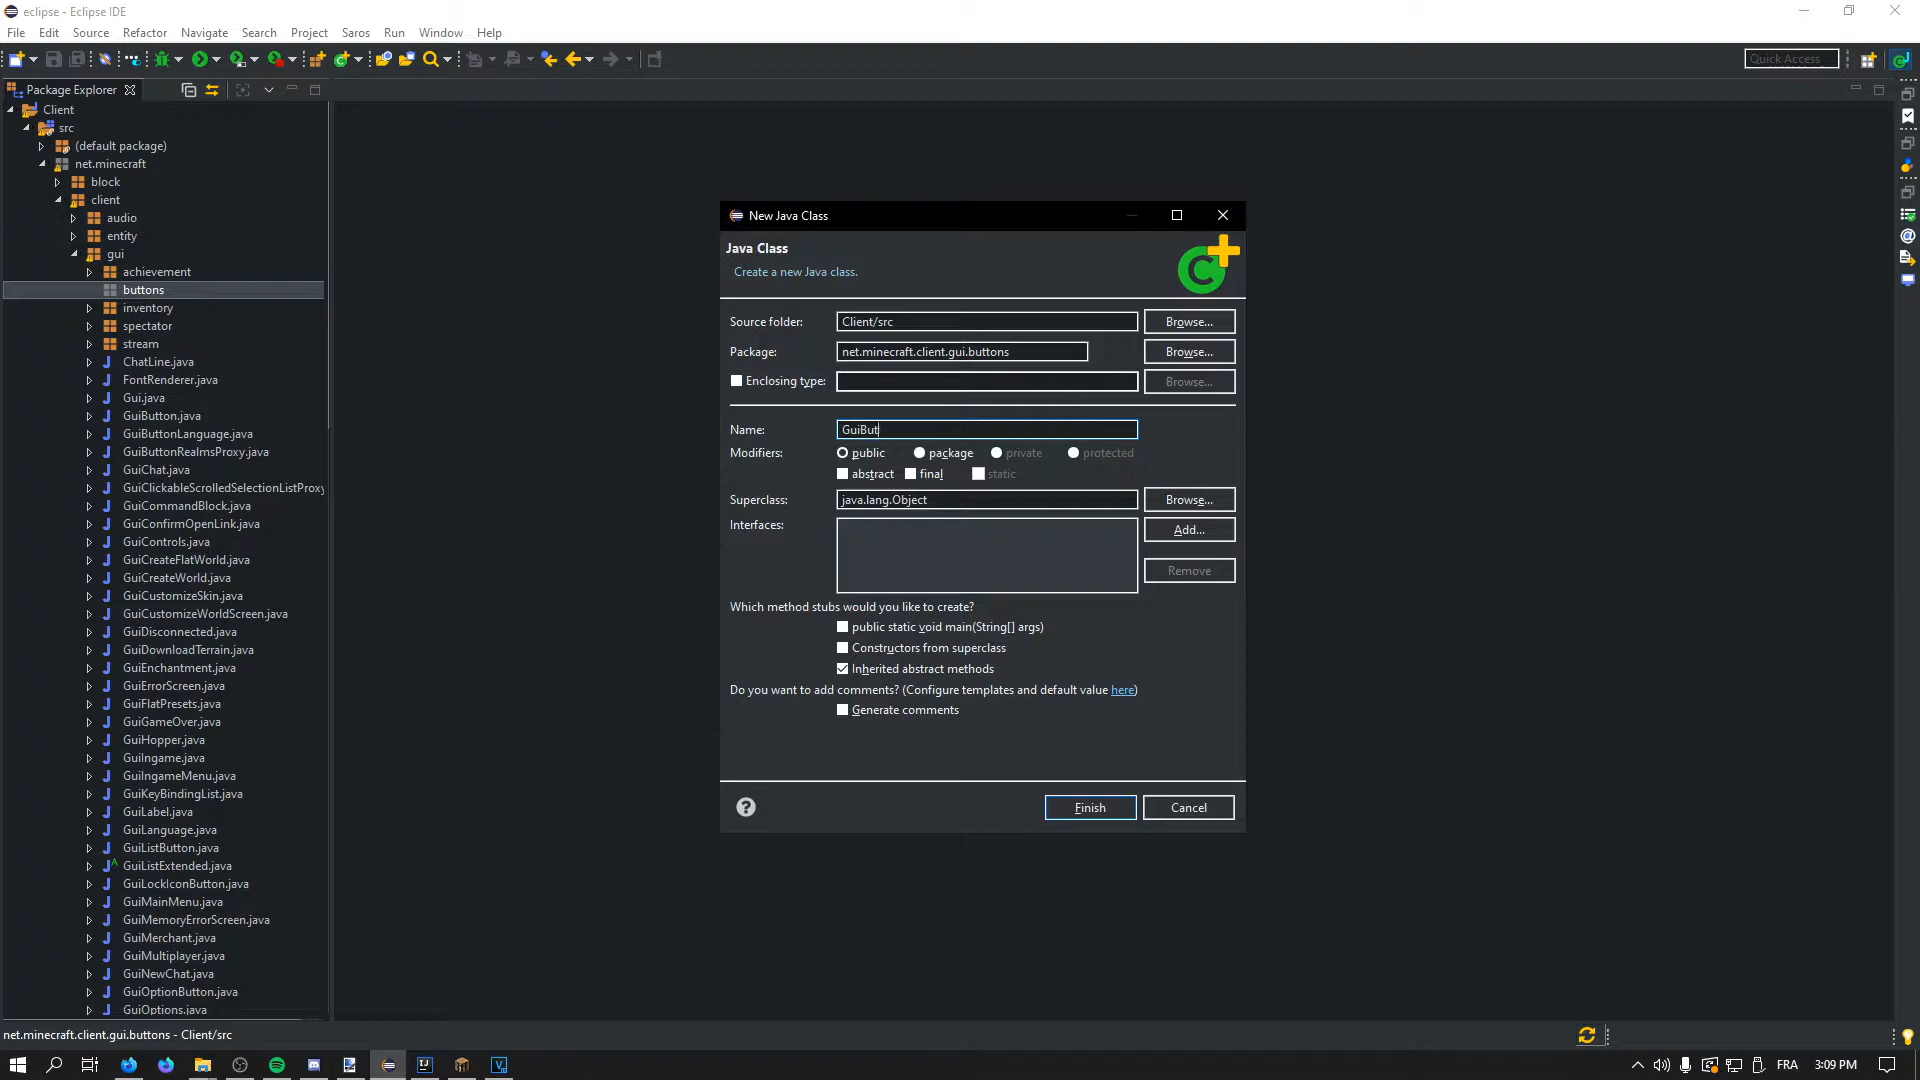 eclipse - Eclipse IDE
File Edit Source Refactor Navigate Search Project Saros Run Window Help
Quick Access
Package Explorer
Client
src
(default package)
net.minecraft
block
client
audio
entity
gui
achievement
buttons
inventory
spectator
stream
ChatLine.java
FontRenderer.java
Gui.java
GuiButton.java
GuiButtonLanguage.java
GuiButtonRealmsProxy.java
GuiChat.java
GuiClickableScrolledSelectionListProxy
GuiCommandBlock.java
GuiConfirmOpenLink.java
GuiControls.java
GuiCreateFlatWorld.java
GuiCreateWorld.java
GuiCustomizeSkin.java
GuiCustomizeWorldScreen.java
GuiDisconnected.java
GuiDownloadTerrain.java
GuiEnchantment.java
GuiErrorScreen.java
GuiFlatPresets.java
GuiGameOver.java
GuiHopper.java
GuiIngame.java
GuiIngameMenu.java
GuiKeyBindingList.java
GuiLabel.java
GuiLanguage.java
GuiListButton.java
GuiListExtended.java
GuiLockIconButton.java
GuiMainMenu.java
GuiMemoryErrorScreen.java
GuiMerchant.java
GuiMultiplayer.java
GuiNewChat.java
GuiOptionButton.java
GuiOptions.java
New Java Class
Java Class
Create a new Java class.
Source folder: Client/src Browse...
Package: net.minecraft.client.gui.buttons Browse...
Enclosing type: Browse...
Name: GuiBut
Modifiers: public package private protected
abstract final static
Superclass: java.lang.Object Browse...
Interfaces: Add...
Remove
Which method stubs would you like to create?
public static void main(String[] args)
Constructors from superclass
Inherited abstract methods
Do you want to add comments? (Configure templates and default value here)
Generate comments
Finish Cancel
net.minecraft.client.gui.buttons - Client/src
FRA 3:09 PM